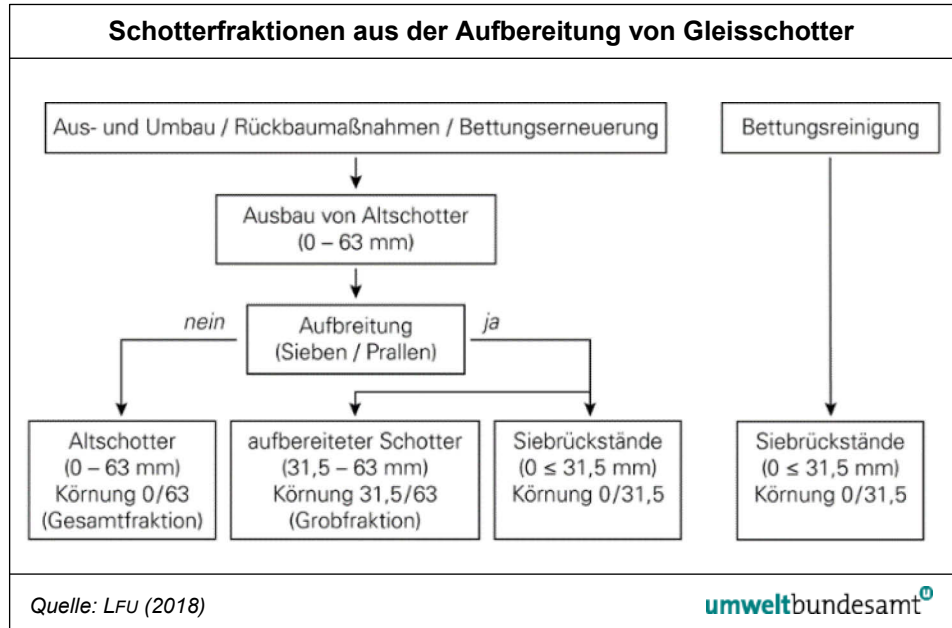 Schotterfraktionen aus der Aufbereitung von Gleisschotter
Aus- und Umbau / Rückbaumaßnahmen / Bettungserneuerung
Bettungsreinigung
Ausbau von Altschotter
(0 – 63 mm)
nein
Aufbreitung
(Sieben / Prallen)
ja
Altschotter
(0 – 63 mm)
Körnung 0/63
(Gesamtfraktion)
aufbereiteter Schotter
(31,5 – 63 mm)
Körnung 31,5/63
(Grobfraktion)
Siebrückstände
(0 ≤ 31,5 mm)
Körnung 0/31,5
Siebrückstände
(0 ≤ 31,5 mm)
Körnung 0/31,5
Quelle: LFU (2018)
umweltbundesamt